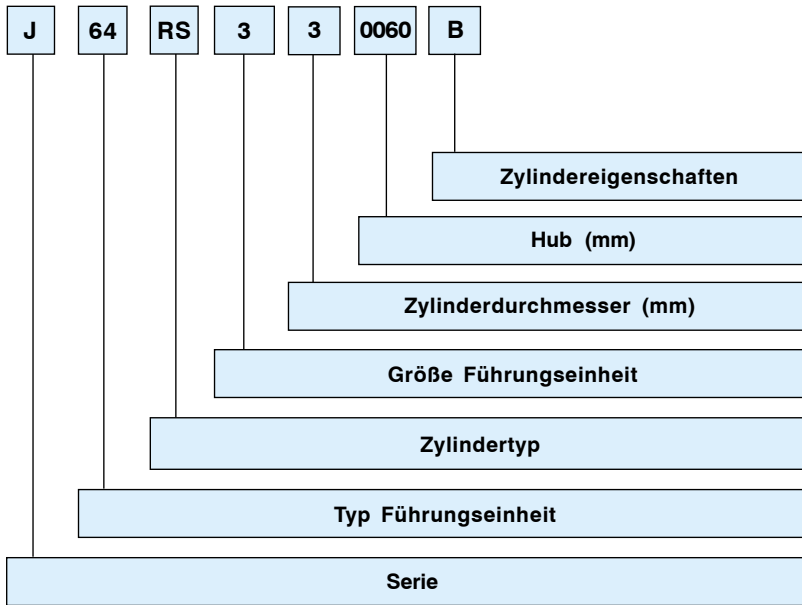 J 64 RS 3 3 0060 B
Zylindereigenschaften
Hub (mm)
Zylinderdurchmesser (mm)
Größe Führungseinheit
Zylindertyp
Typ Führungseinheit
Serie